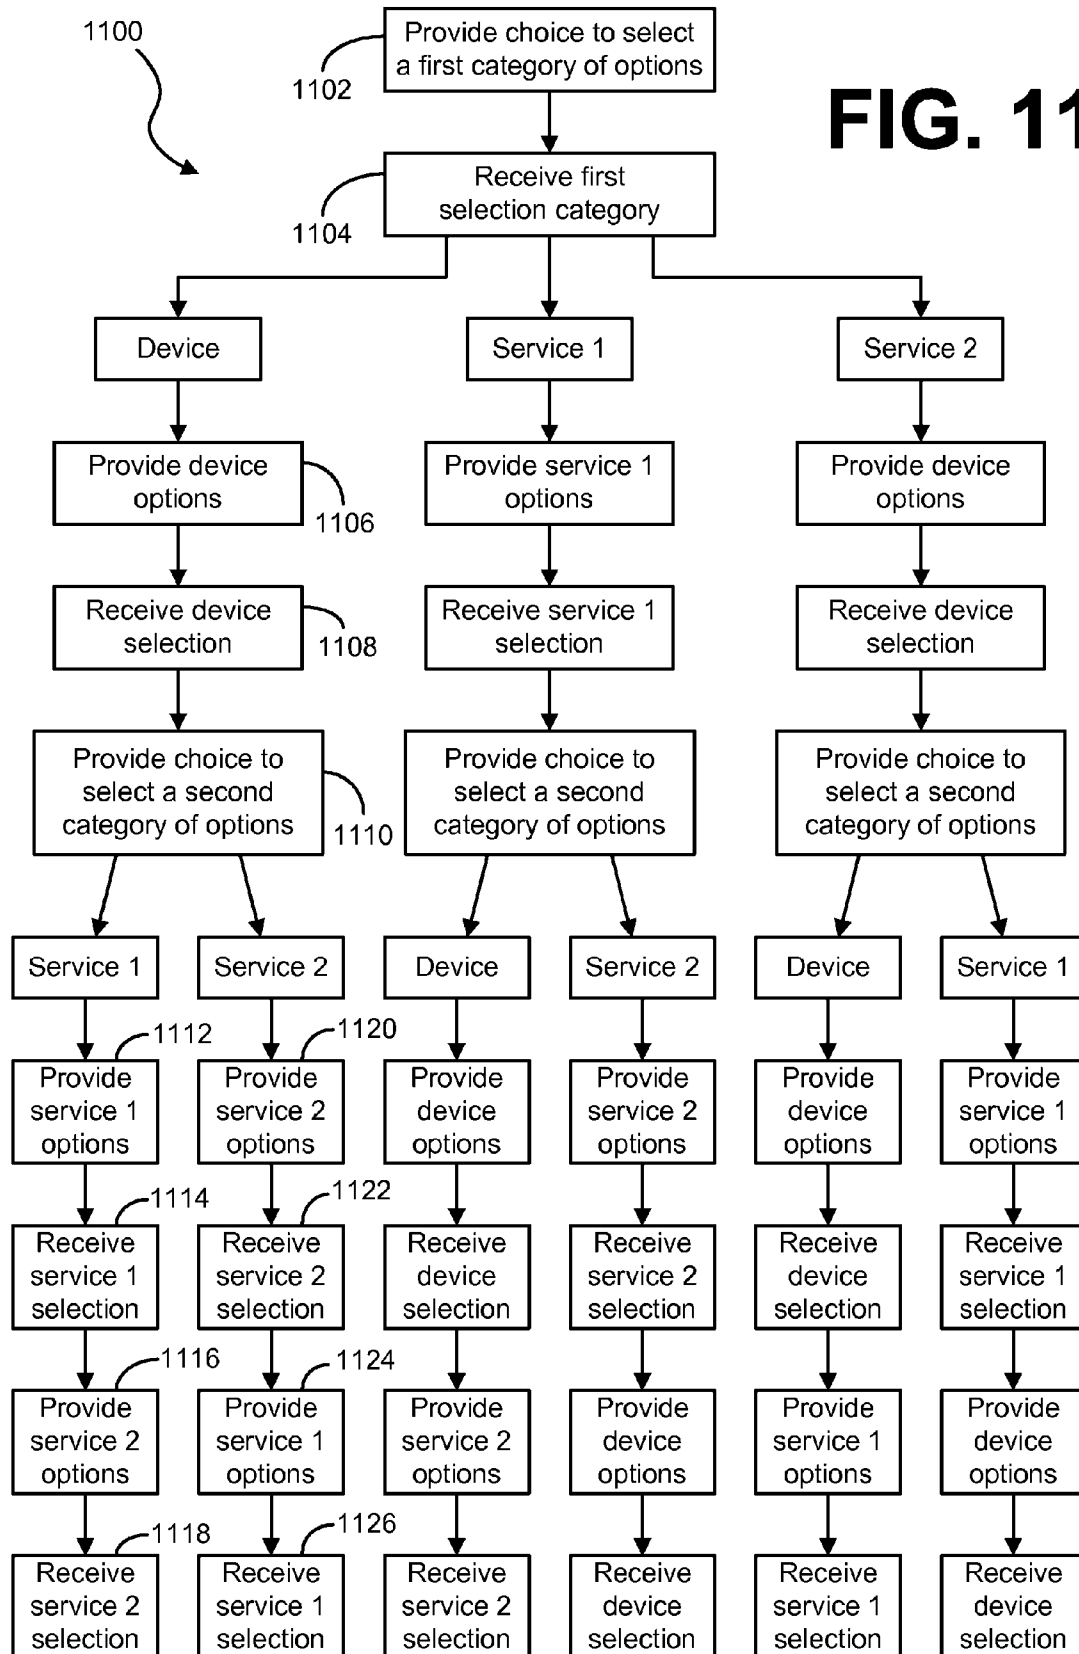 1100
Provide choice to select
a first category of options
1102
FIG. 11
Receive first
selection category
1104
Device
Service 1
Service 2
Provide device
options
1106
Provide service 1
options
Provide device
options
Receive device
selection
1108
Receive service 1
selection
Receive device
selection
Provide choice to
select a second
category of options
1110
Provide choice to
select a second
category of options
Provide choice to
select a second
category of options
Service 1
Service 2
Device
Service 2
Device
Service 1
1112
Provide
service 1
options
1120
Provide
service 2
options
Provide
device
options
Provide
service 2
options
Provide
device
options
Provide
service 1
options
1114
Receive
service 1
selection
1122
Receive
service 2
selection
Receive
device
selection
Receive
service 2
selection
Receive
device
selection
Receive
service 1
selection
1116
Provide
service 2
options
1124
Provide
service 1
options
Provide
service 2
options
Provide
device
options
Provide
service 1
options
Provide
device
options
1118
Receive
service 2
selection
1126
Receive
service 1
selection
Receive
service 2
selection
Receive
device
selection
Receive
service 1
selection
Receive
device
selection